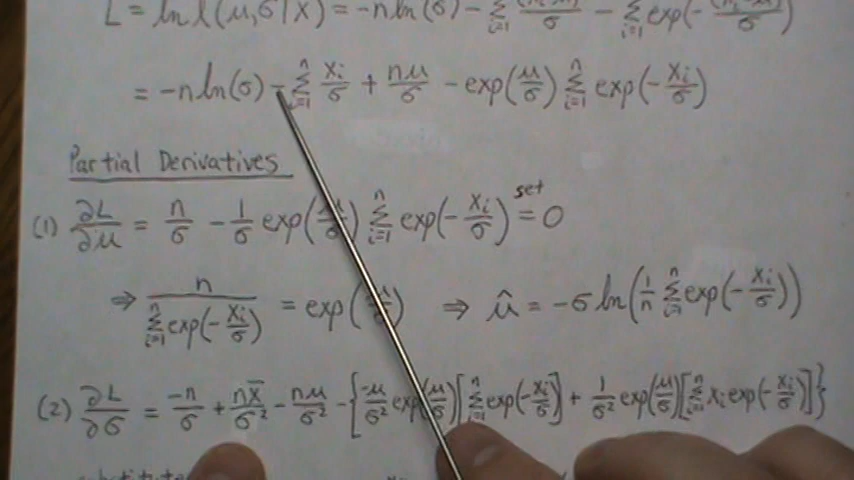 L = ln l(μ,σ|X) = -n ln(σ) - Σ_{i=1}^{n} (x_i-μ)/σ - Σ_{i=1}^{n} exp(-(x_i-μ)/σ)
= -n ln(σ) - Σ_{i=1}^{n} x_i/σ + nμ/σ - exp(μ/σ) Σ_{i=1}^{n} exp(-x_i/σ)
Partial Derivatives
(1) ∂L/∂μ = n/σ - 1/σ exp(μ/σ) Σ_{i=1}^{n} exp(-x_i/σ) set = 0
⇒ n/(Σ_{i=1}^{n} exp(-x_i/σ)) = exp(μ/σ) ⇒ μ̂ = -σ ln(1/n Σ_{i=1}^{n} exp(-x_i/σ))
(2) ∂L/∂σ = -n/σ + nx̄/σ² - nμ/σ² - {-μ/σ² exp(μ/σ)[Σ_{i=1}^{n} exp(-x_i/σ)] + 1/σ² exp(μ/σ)[Σ_{i=1}^{n} x_i exp(-x_i/σ)]}